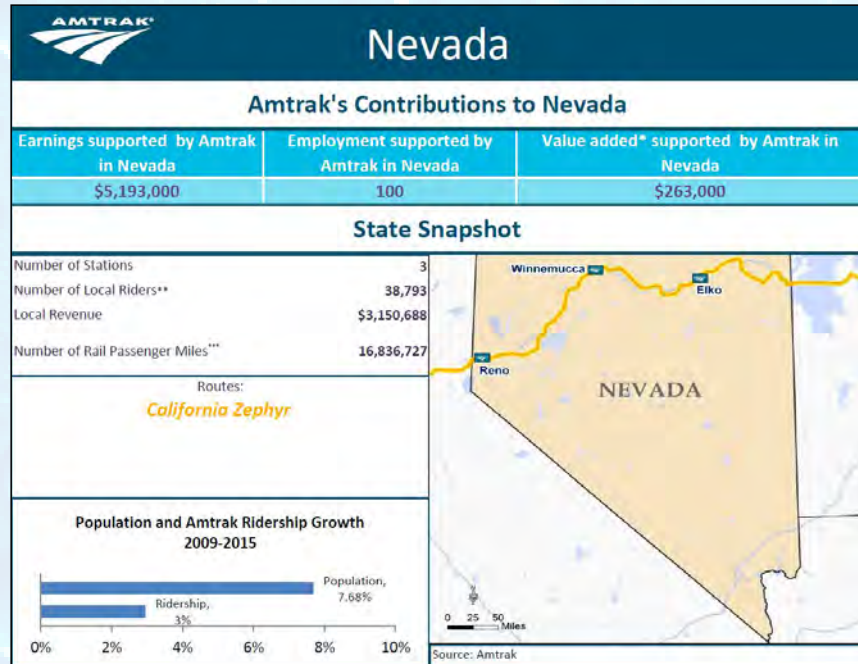 AMTRAK®
Nevada
Amtrak's Contributions to Nevada
Earnings supported by Amtrak
in Nevada
Employment supported by
Amtrak in Nevada
Value added* supported by Amtrak in
Nevada
$5,193,000
100
$263,000
State Snapshot
Number of Stations 3
Number of Local Riders** 38,793
Local Revenue $3,150,688
Number of Rail Passenger Miles*** 16,836,727
Routes:
California Zephyr
Population and Amtrak Ridership Growth
2009-2015
Population,
7.68%
Ridership,
3%
0% 2% 4% 6% 8% 10%
Winnemucca
Elko
Reno
NEVADA
0 25 50
Miles
Source: Amtrak